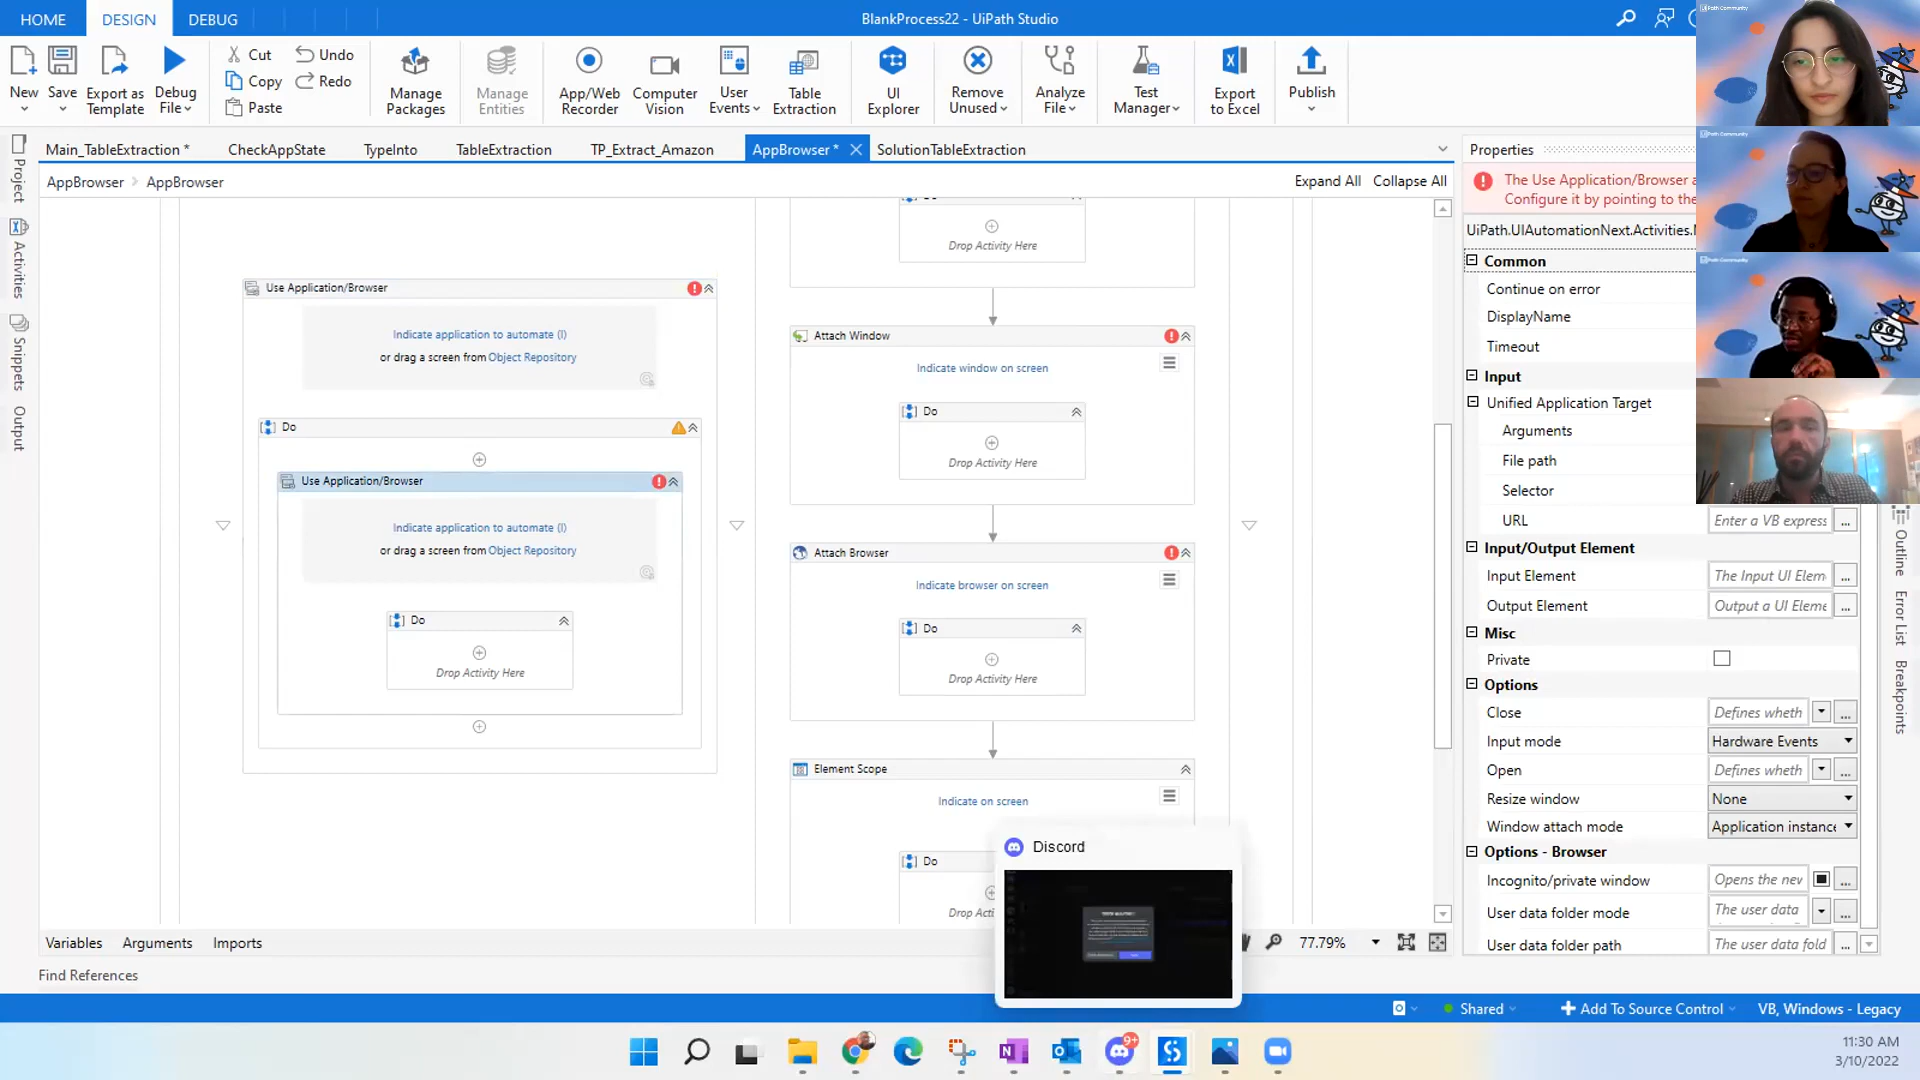 HOME
DESIGN
DEBUG
BlankProcess22 - UiPath Studio
New
Save
Export as
Template
Debug
File
Cut
Copy
Paste
Undo
Redo
Manage
Packages
Manage
Entities
App/Web
Recorder
Computer
Vision
User
Events
Table
Extraction
UI
Explorer
Remove
Unused
Analyze
File
Test
Manager
Export
to Excel
Publish
Main_TableExtraction *
CheckAppState
TypeInto
TableExtraction
TP_Extract_Amazon
AppBrowser *
SolutionTableExtraction
AppBrowser
AppBrowser
Expand All
Collapse All
Project
Activities
Snippets
Output
Use Application/Browser
Indicate application to automate (I)
or drag a screen from Object Repository
Do
Use Application/Browser
Indicate application to automate (I)
or drag a screen from Object Repository
Do
Drop Activity Here
Drop Activity Here
Attach Window
Indicate window on screen
Do
Drop Activity Here
Attach Browser
Indicate browser on screen
Do
Drop Activity Here
Element Scope
Indicate on screen
Do
Drop Acti
Discord
Properties
The Use Application/Browser a
Configure it by pointing to the
UiPath.UIAutomationNext.Activities.
Common
Continue on error
DisplayName
Timeout
Input
Unified Application Target
Arguments
File path
Selector
URL
Enter a VB express
...
Input/Output Element
Input Element
The Input UI Elem
...
Output Element
Output a UI Eleme
...
Misc
Private
Options
Close
Defines wheth
...
Input mode
Hardware Events
Open
Defines wheth
...
Resize window
None
Window attach mode
Application instance
Options - Browser
Incognito/private window
Opens the nev
...
User data folder mode
The user data
...
User data folder path
The user data fold
...
Outline
Error List
Breakpoints
UiPath Community
UiPath Community
UiPath Community
Variables
Arguments
Imports
77.79%
Find References
Shared
Add To Source Control
VB, Windows - Legacy
9+
11:30 AM
3/10/2022